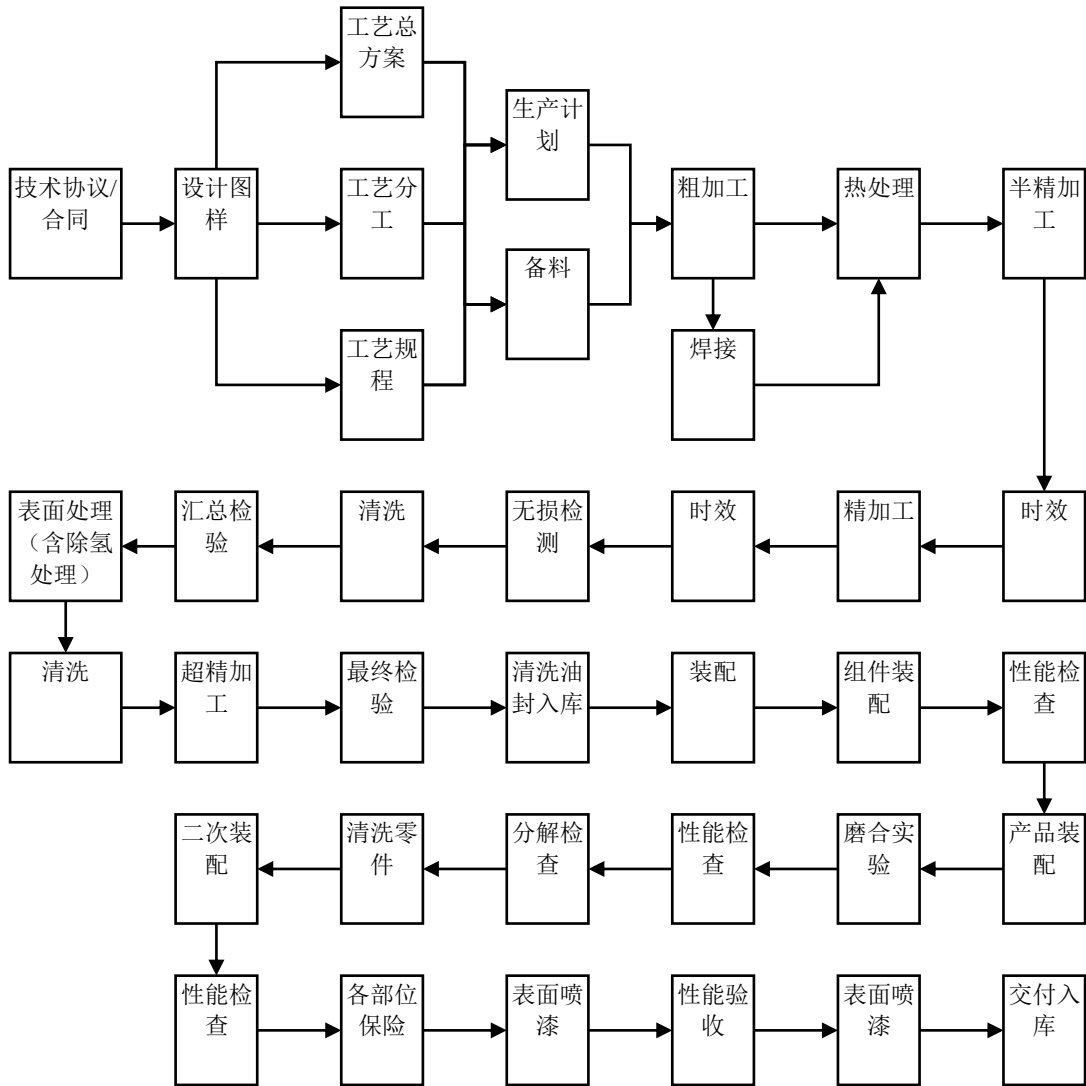 工艺总
方案
生产计
划
技术协议/
合同
设计图
样
工艺分
工
粗加工
热处理
半精加
工
备料
工艺规
程
焊接
表面处理
（含除氢
处理）
汇总检
验
清洗
无损检
测
时效
精加工
时效
清洗
超精加
工
最终检
验
清洗油
封入库
装配
组件装
配
性能检
查
二次装
配
清洗零
件
分解检
查
性能检
查
磨合实
验
产品装
配
性能检
查
各部位
保险
表面喷
漆
性能验
收
表面喷
漆
交付入
库